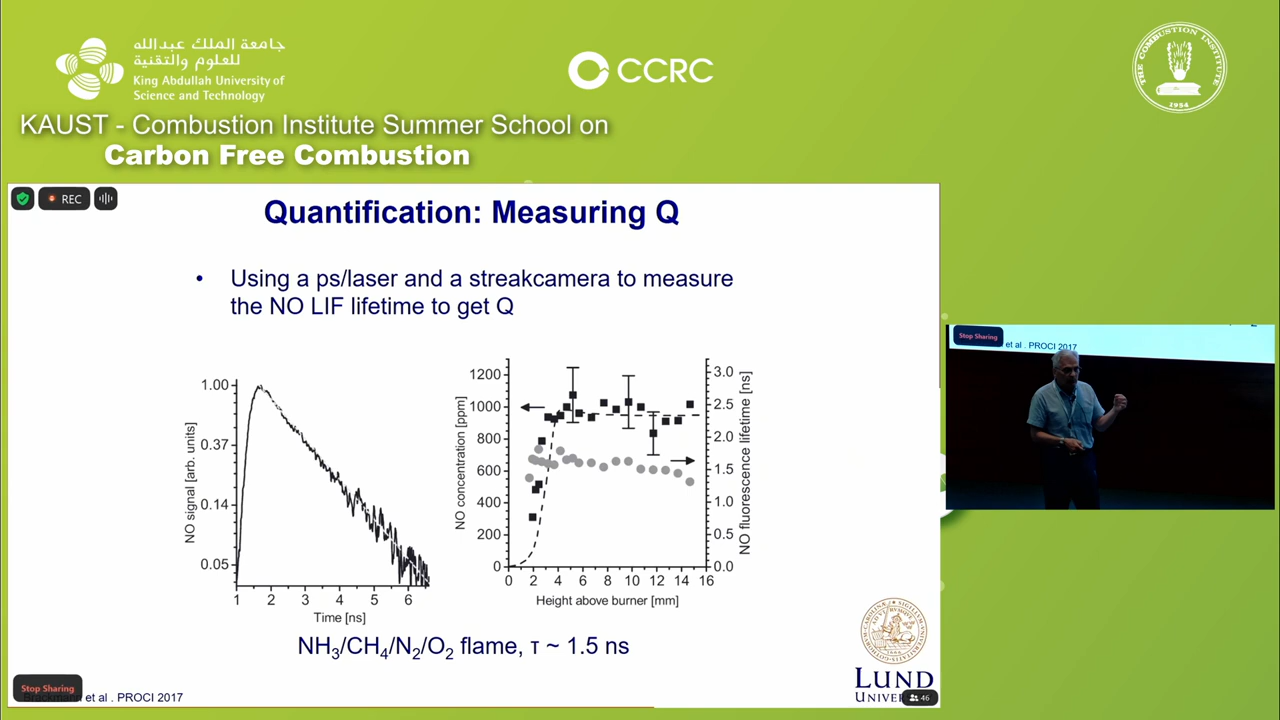 جامعة الملك عبدالله
للعلوم والتقنية
King Abdullah University of
Science and Technology
CCRC
THE COMBUSTION INSTITUTE
1954
KAUST - Combustion Institute Summer School on
Carbon Free Combustion
REC
Quantification: Measuring Q
• Using a ps/laser and a streakcamera to measure
the NO LIF lifetime to get Q
NO signal [arb. units]
1.00
0.37
0.14
0.05
1 2 3 4 5 6
Time [ns]
NO concentration [ppm]
1200
1000
800
600
400
200
0
0 2 4 6 8 10 12 14 16
Height above burner [mm]
3.0
2.5
2.0
1.5
1.0
0.5
0.0
NO fluorescence lifetime [ns]
NH3/CH4/N2/O2 flame, τ ~ 1.5 ns
Stop Sharing
et al . PROCI 2017
LUND
UNIVER
46
Stop Sharing
et al . PROCI 2017